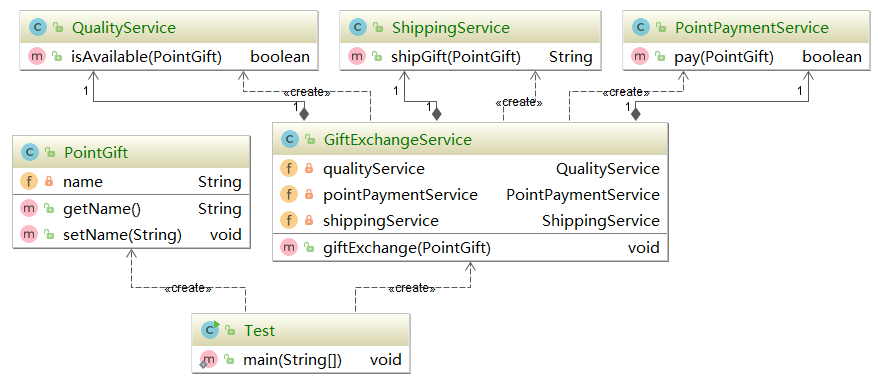 QualityService
isAvailable(PointGift) boolean
ShippingService
shipGift(PointGift) String
PointPaymentService
pay(PointGift) boolean
1 «create» 1 1 «create» 1 «create» 1 1
GiftExchangeService
qualityService QualityService
pointPaymentService PointPaymentService
shippingService ShippingService
giftExchange(PointGift) void
PointGift
name String
getName() String
setName(String) void
«create» «create»
Test
main(String[]) void